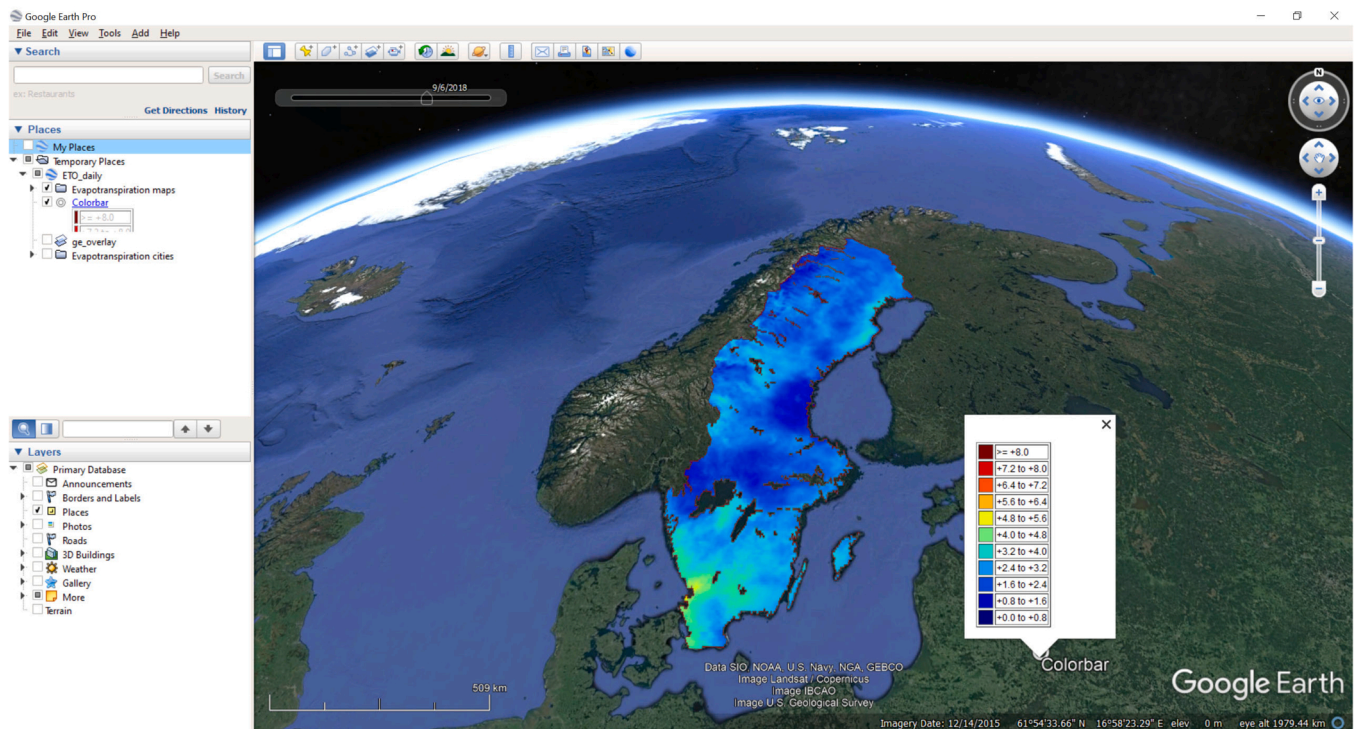 Google Earth Pro
File Edit View Tools Add Help
Search
Search
ex: Restaurants
Get Directions History
Places
My Places
Temporary Places
ETO_daily
Evapotranspiration maps
Colorbar
>= +8.0
ge_overlay
Evapotranspiration cities
Layers
Primary Database
Announcements
Borders and Labels
Places
Photos
Roads
3D Buildings
Weather
Gallery
More
Terrain
9/6/2018
N
>= +8.0
+7.2 to +8.0
+6.4 to +7.2
+5.6 to +6.4
+4.8 to +5.6
+4.0 to +4.8
+3.2 to +4.0
+2.4 to +3.2
+1.6 to +2.4
+0.8 to +1.6
+0.0 to +0.8
Colorbar
Data SIO, NOAA, U.S. Navy, NGA, GEBCO
Image Landsat / Copernicus
Image IBCAO
Image U.S. Geological Survey
509 km
Google Earth
Imagery Date: 12/14/2015 61°54'33.66" N 16°58'23.29" E elev 0 m eye alt 1979.44 km